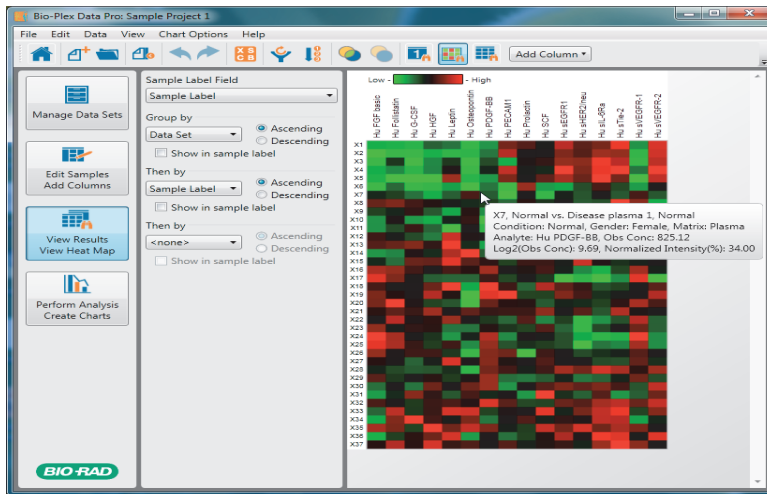 Bio-Plex Data Pro: Sample Project 1
File Edit Data View Chart Options Help
Add Column
Manage Data Sets
Edit Samples
Add Columns
View Results
View Heat Map
Perform Analysis
Create Charts
BIO-RAD
Sample Label Field
Sample Label
Group by
Data Set
Ascending
Descending
Show in sample label
Then by
Sample Label
Ascending
Descending
Show in sample label
Then by
<none>
Ascending
Descending
Show in sample label
Low - - High
Hu FGF basic
Hu Follistatin
Hu G-CSF
Hu HGF
Hu Leptin
Hu Osteopontin
Hu PDGF-BB
Hu PECAM1
Hu Prolactin
Hu SCF
Hu sEGFR1
Hu sHER2/neu
Hu sIL-6Ra
Hu sTie-2
Hu sVEGFR-1
Hu sVEGFR-2
X1
X2
X3
X4
X5
X6
X7
X8
X9
X10
X11
X12
X13
X14
X15
X16
X17
X18
X19
X20
X21
X22
X23
X24
X25
X26
X27
X28
X29
X30
X31
X32
X33
X34
X35
X36
X37
X7, Normal vs. Disease plasma 1, Normal
Condition: Normal, Gender: Female, Matrix: Plasma
Analyte: Hu PDGF-BB, Obs Conc: 825.12
Log2(Obs Conc): 9.69, Normalized Intensity(%): 34.00